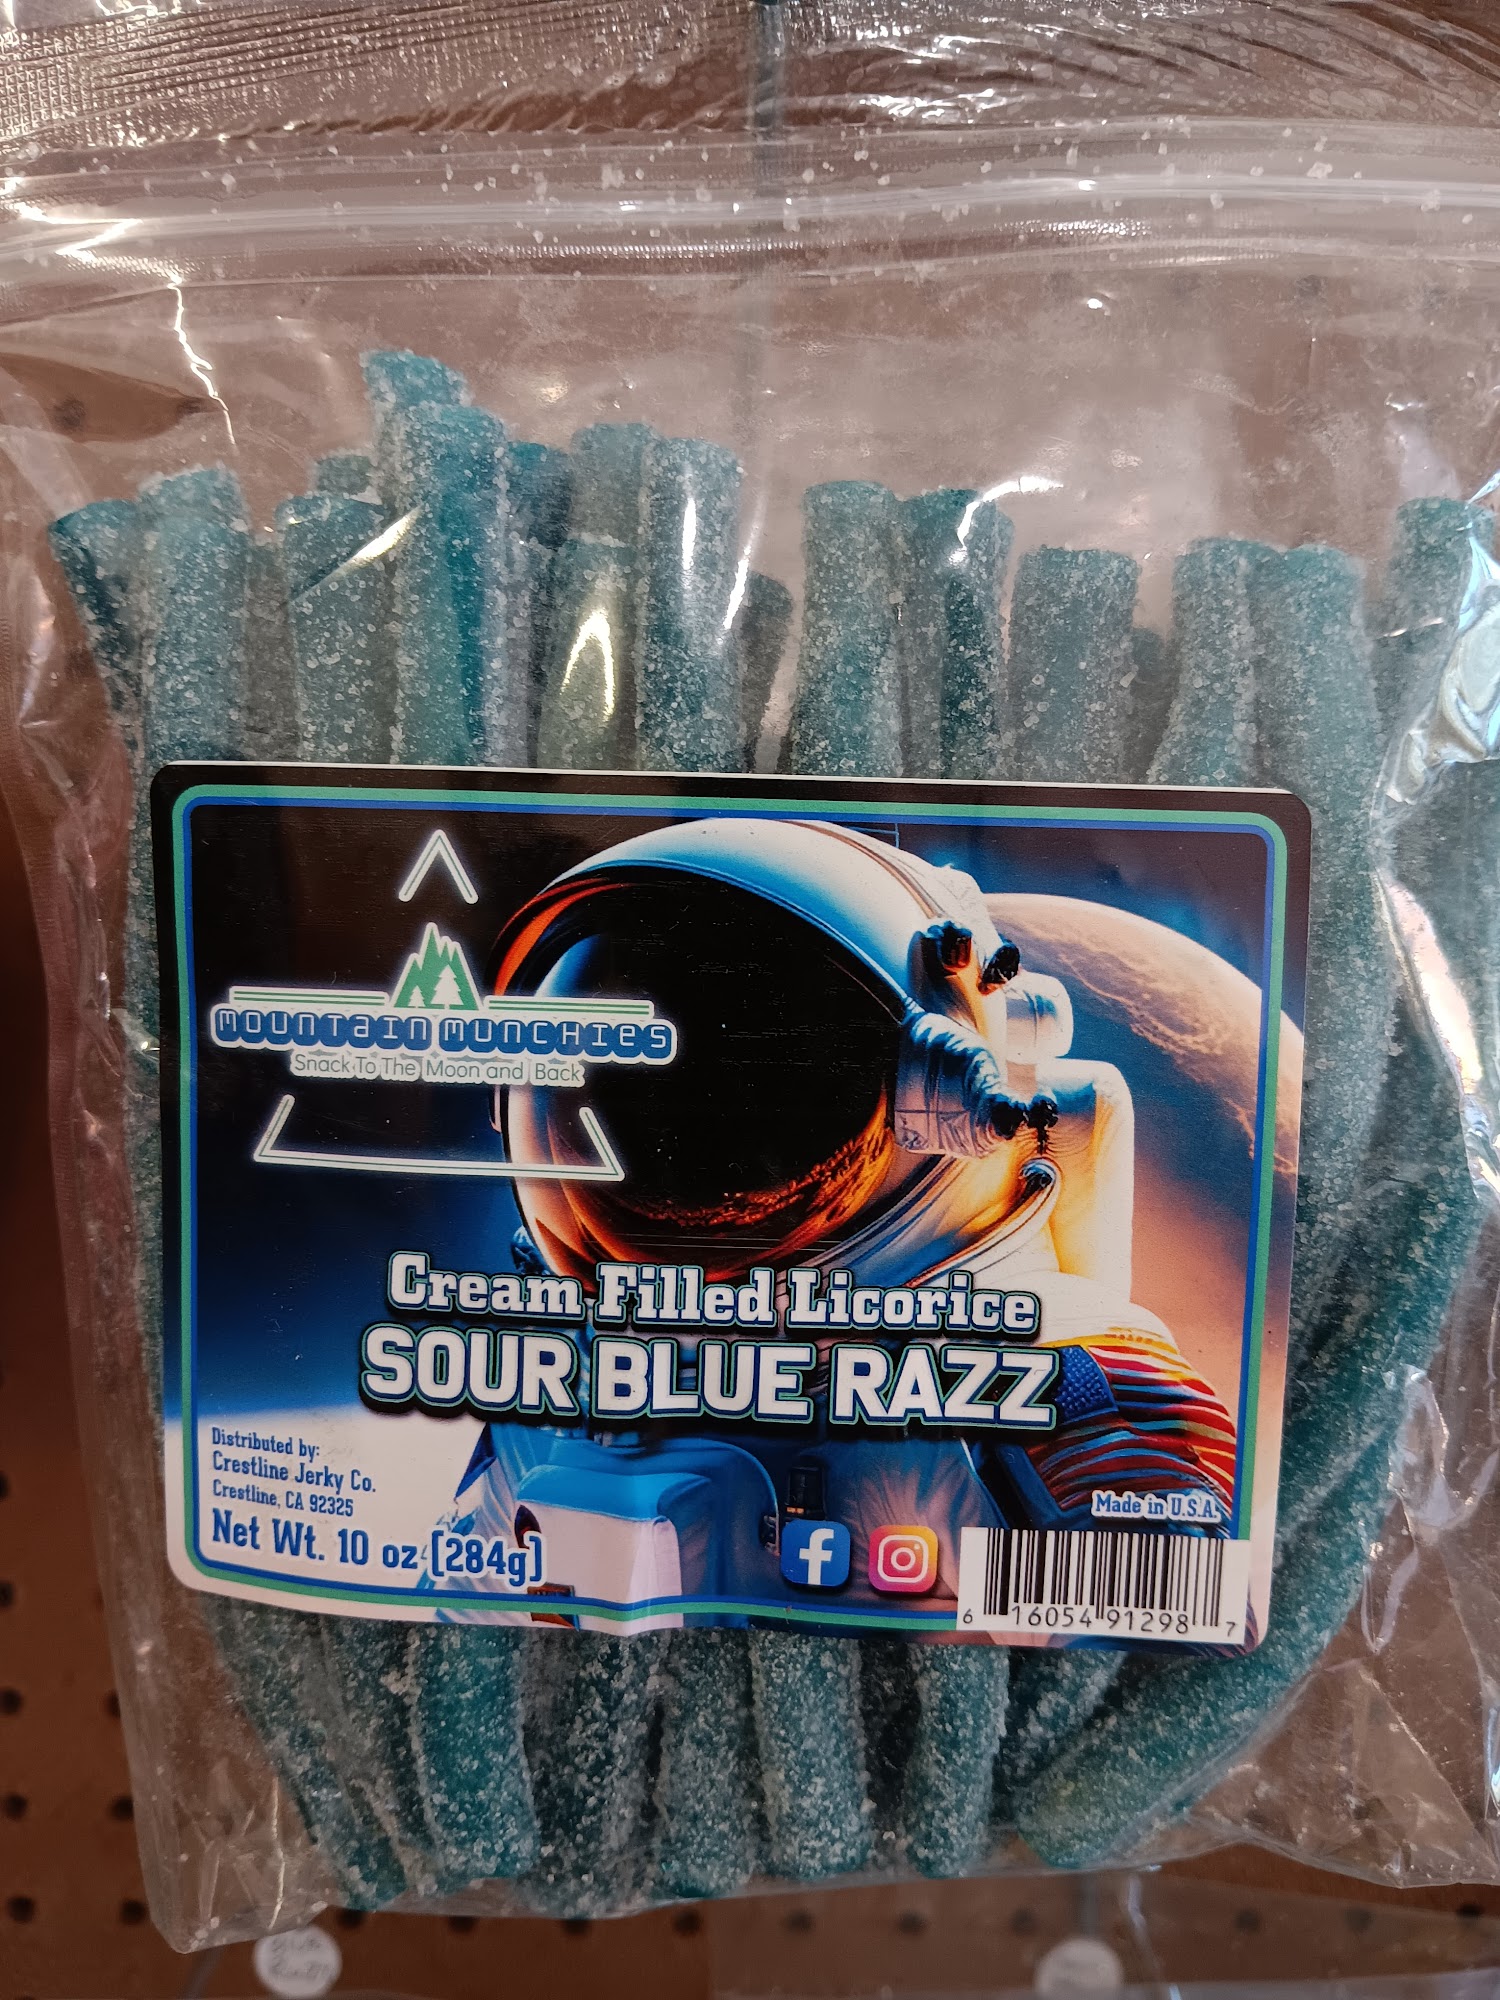 MOUNTAIN MUNCHIES
Snack To The Moon and Back
Cream Filled Licorice
SOUR BLUE RAZZ
Distributed by:
Crestline Jerky Co.
Crestline, CA 92325
Net Wt. 10 oz (284g)
Made in U.S.A.
6 16054 91298 7